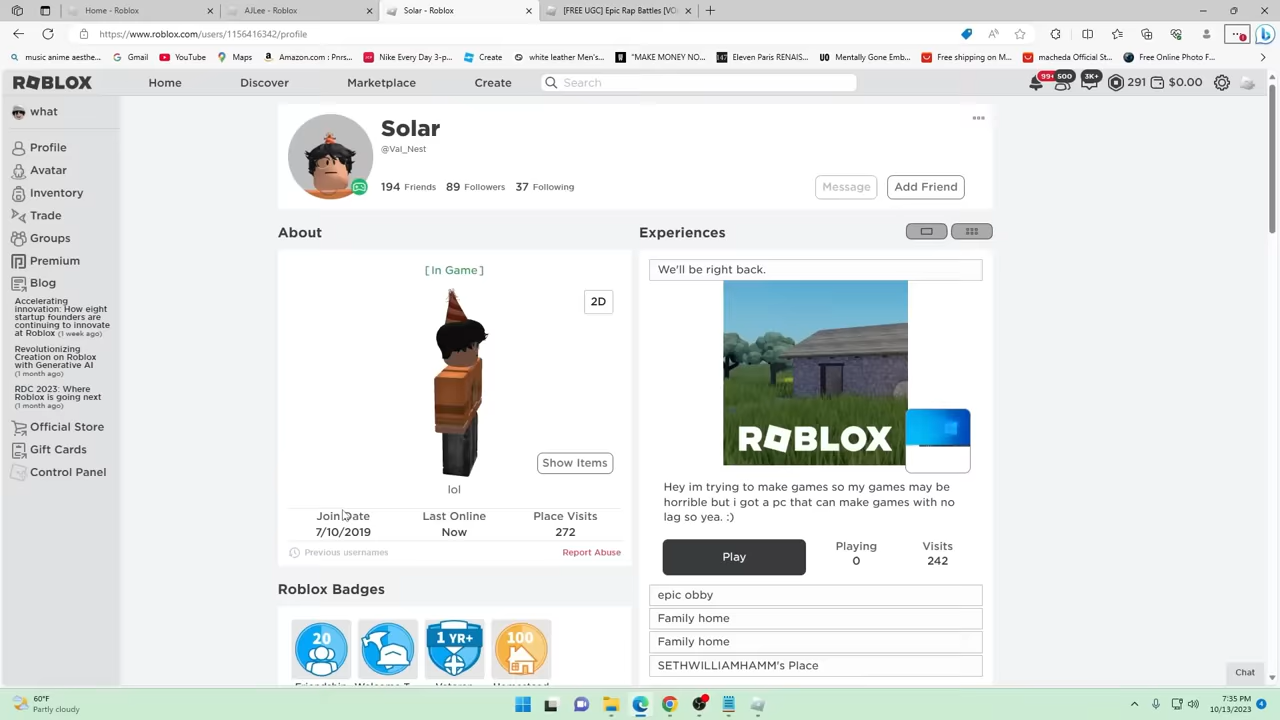 Home - Roblox
AJLee - Roblox
Solar - Roblox
[FREE UGC] Epic Rap Battles [VO
https://www.roblox.com/users/1156416342/profile
music anime aesthe...
Gmail
YouTube
Maps
Amazon.com/nrs...
Nike Every 3-p...
Create
white leather Men's...
"MAKE MONEY NO...
Eleven Paris RENAIS...
Mentally Gone Emb...
Free shipping on M...
macheda Official St...
Free Online Photo F...
ROBLOX
Home
Discover
Marketplace
Create
Search
99+
500
3K+
291
$0.00
what
Profile
Avatar
Inventory
Trade
Groups
Premium
Blog
Accelerating
innovation: How eight
startup founders are
continuing to innovate
at Roblox (1 week ago)
Revolutionizing
Creation on Roblox
with Generative AI
(1 month ago)
RDC 2023: Where
Roblox is going next
(1 month ago)
Official Store
Gift Cards
Control Panel
Solar
@Val_Nest
194 Friends 89 Followers 37 Following
Message
Add Friend
About
[ In Game ]
2D
Show Items
lol
Join Date Last Online Place Visits
7/10/2019 Now 272
Previous usernames
Report Abuse
Roblox Badges
20
1 YR+
100
Experiences
We'll be right back.
ROBLOX
Hey im trying to make games so my games may be
horrible but i got a pc that can make games with no
lag so yea. :)
Play
Playing Visits
0 242
epic obby
Family home
Family home
SETHWILLIAMHAMM's Place
Chat
60°F
Partly cloudy
7:35 PM
10/13/2023
4